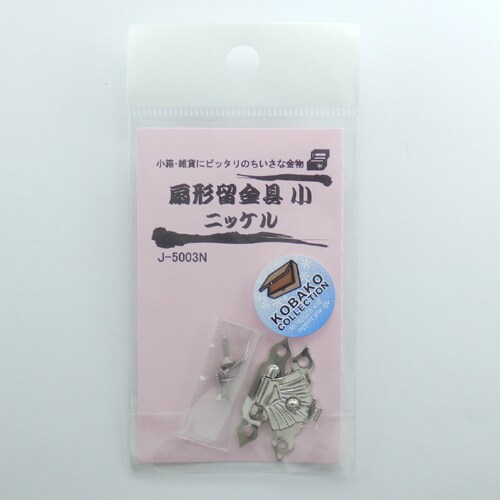 小箱・雑貨にピッタリのちいさな金物
扇形留金具 小
ニッケル
J-5003N
KOBAKO
COLLECTION